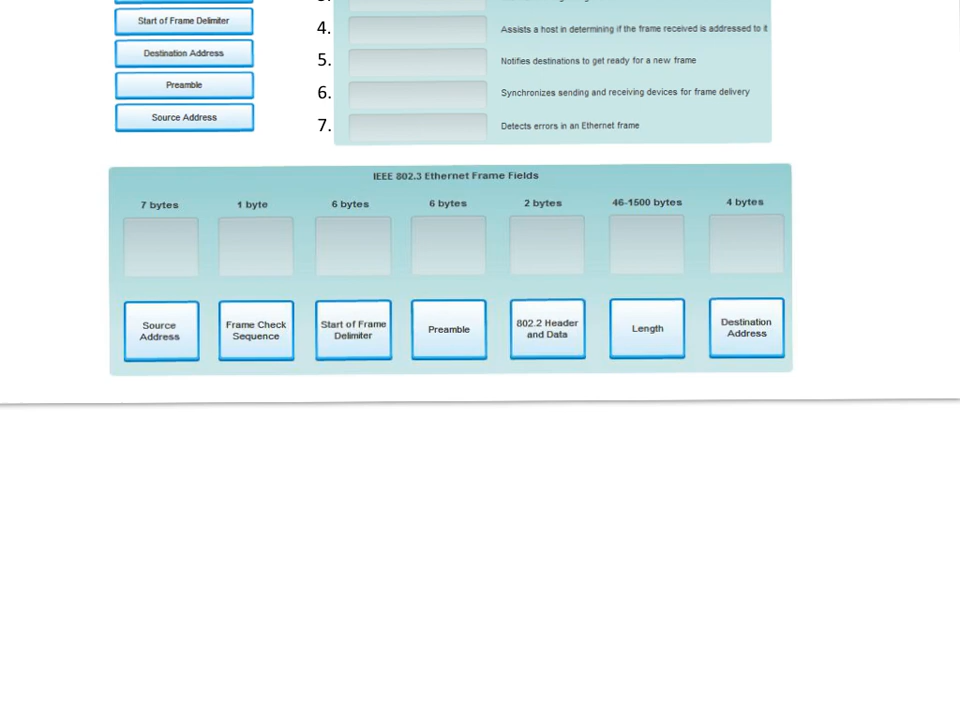 Start of Frame Delimiter
4.
Assists a host in determining if the frame received is addressed to it
Destination Address
5.
Notifies destinations to get ready for a new frame
Preamble
6.
Synchronizes sending and receiving devices for frame delivery
Source Address
7.
Detects errors in an Ethernet frame
IEEE 802.3 Ethernet Frame Fields
7 bytes
1 byte
6 bytes
6 bytes
2 bytes
46-1500 bytes
4 bytes
Source
Address
Frame Check
Sequence
Start of Frame
Delimiter
Preamble
802.2 Header
and Data
Length
Destination
Address